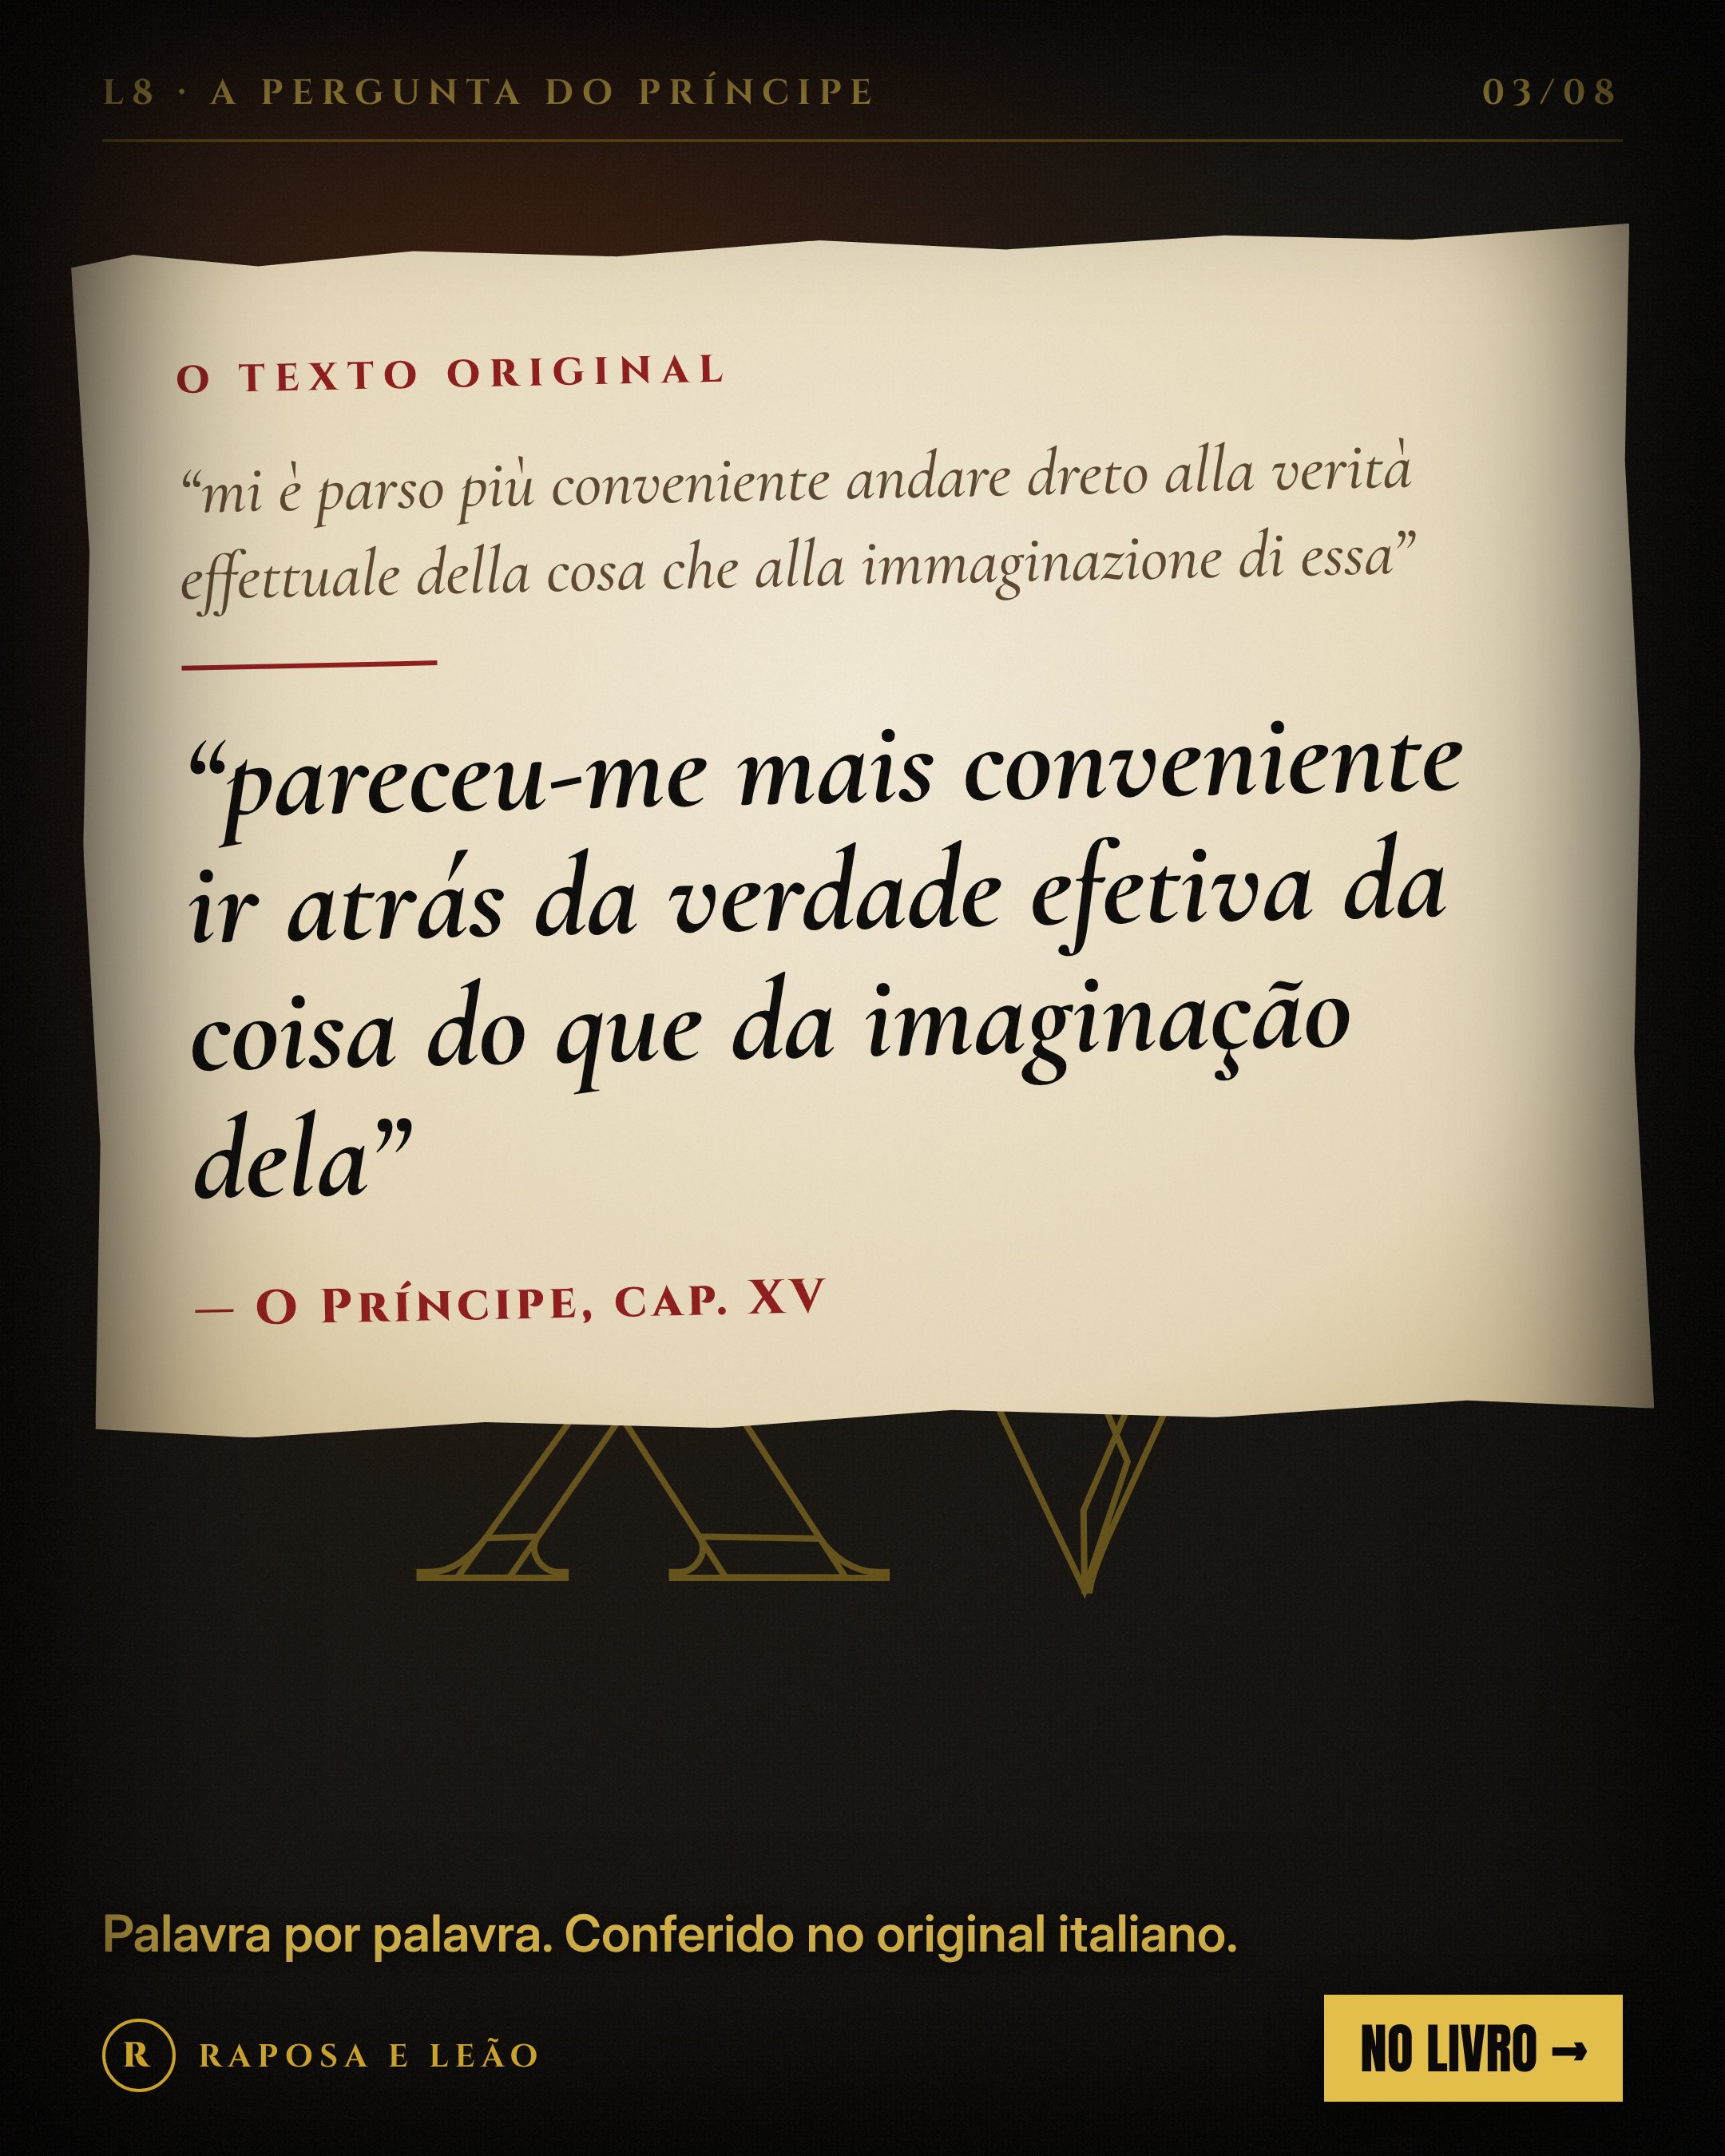 L8 · A PERGUNTA DO PRÍNCIPE
03/08
O TEXTO ORIGINAL
“mi è parso più conveniente andare dreto alla verità
effettuale della cosa che alla immaginazione di essa”
“pareceu-me mais conveniente
ir atrás da verdade efetiva da
coisa do que da imaginação
dela”
— O PRÍNCIPE, CAP. XV
XV
Palavra por palavra. Conferido no original italiano.
R RAPOSA E LEÃO
NO LIVRO →